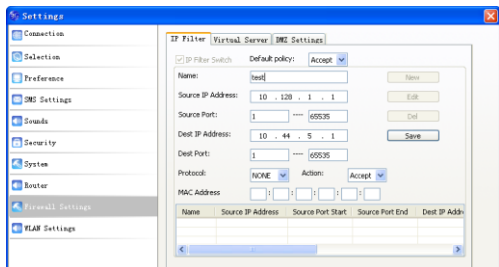 Settings
Connection
Selection
Preference
SMS Settings
Sounds
Security
System
Router
Firewall Settings
VLAN Settings
IP Filter Virtual Server DMZ Settings
IP Filter Switch Default policy: Accept
Name: test New
Source IP Address: 10 . 128 . 1 . 1 Edit
Source Port: 1 ---- 65535 Del
Dest IP Address: 10 . 44 . 5 . 1 Save
Dest Port: 1 ---- 65535
Protocol: NONE Action: Accept
MAC Address : : : : :
Name Source IP Address Source Port Start Source Port End Dest IP Addre